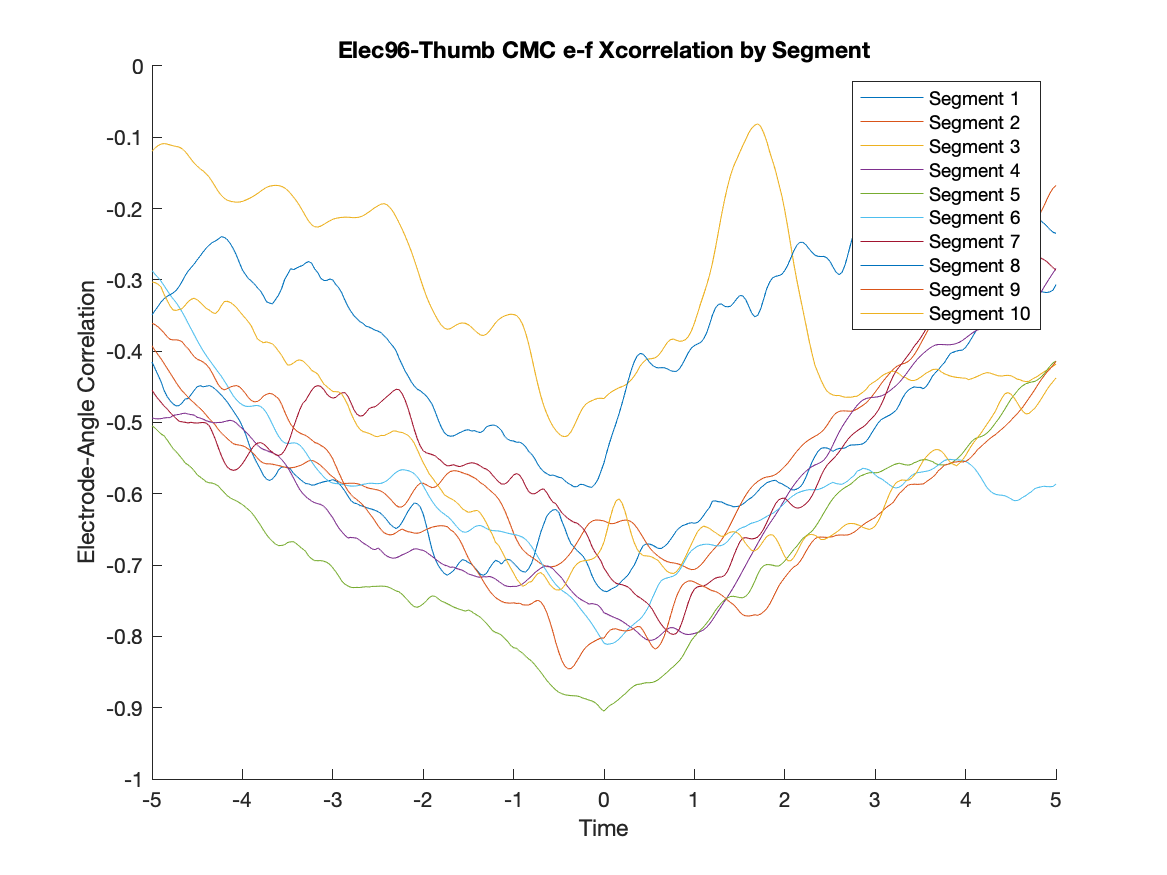 Elec96-Thumb CMC e-f Xcorrelation by Segment
Electrode-Angle Correlation
0
-0.1
-0.2
-0.3
-0.4
-0.5
-0.6
-0.7
-0.8
-0.9
-1
Segment 1
Segment 2
Segment 3
Segment 4
Segment 5
Segment 6
Segment 7
Segment 8
Segment 9
Segment 10
-5 -4 -3 -2 -1 0 1 2 3 4 5
Time